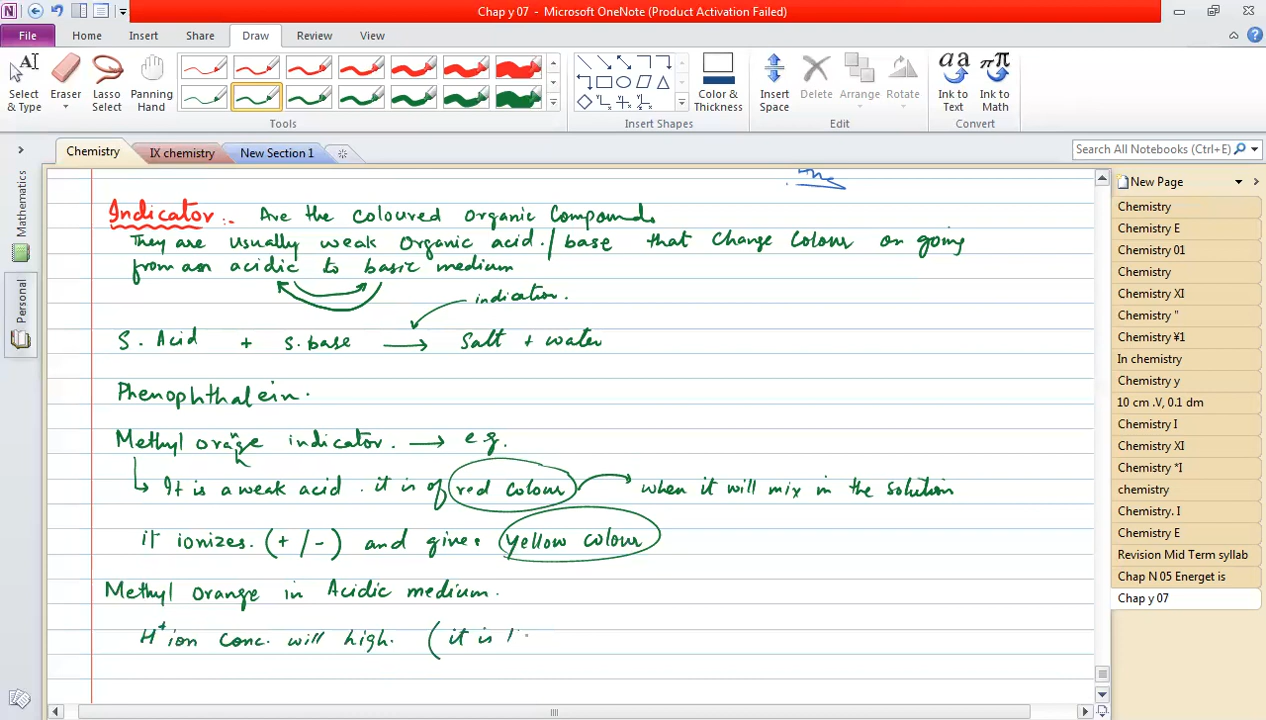 Chap y 07 - Microsoft OneNote (Product Activation Failed)
File Home Insert Share Draw Review View
Select & Type
Eraser
Lasso Select
Panning Hand
Color & Thickness
Insert Space
Delete
Arrange
Rotate
Ink to Text
Ink to Math
Tools
Insert Shapes
Edit
Convert
Chemistry
IX chemistry
New Section 1
Search All Notebooks (Ctrl+E)
Mathematics
Personal
New Page
Chemistry
Chemistry E
Chemistry 01
Chemistry
Chemistry XI
Chemistry "
Chemistry ¥1
In chemistry
Chemistry y
10 cm .V, 0.1 dm
Chemistry I
Chemistry XI
Chemistry *I
chemistry
Chemistry. I
Chemistry E
Revision Mid Term syllab
Chap N 05 Energet is
Chap y 07
Indicator:. Are the coloured Organic Compound.
They are usually weak Organic acid./base that Change Colour on going
from an acidic to basic medium
indication.
S. Acid + S. base → Salt + water
Phenophthalein.
Methyl orange indicator. → e.g.
↳ It is a weak acid. it is of red colour → when it will mix in the solution
it ionizes. (+/-) and gives yellow colour
Methyl Orange in Acidic medium.
H+ ion Conc. will high. (it is